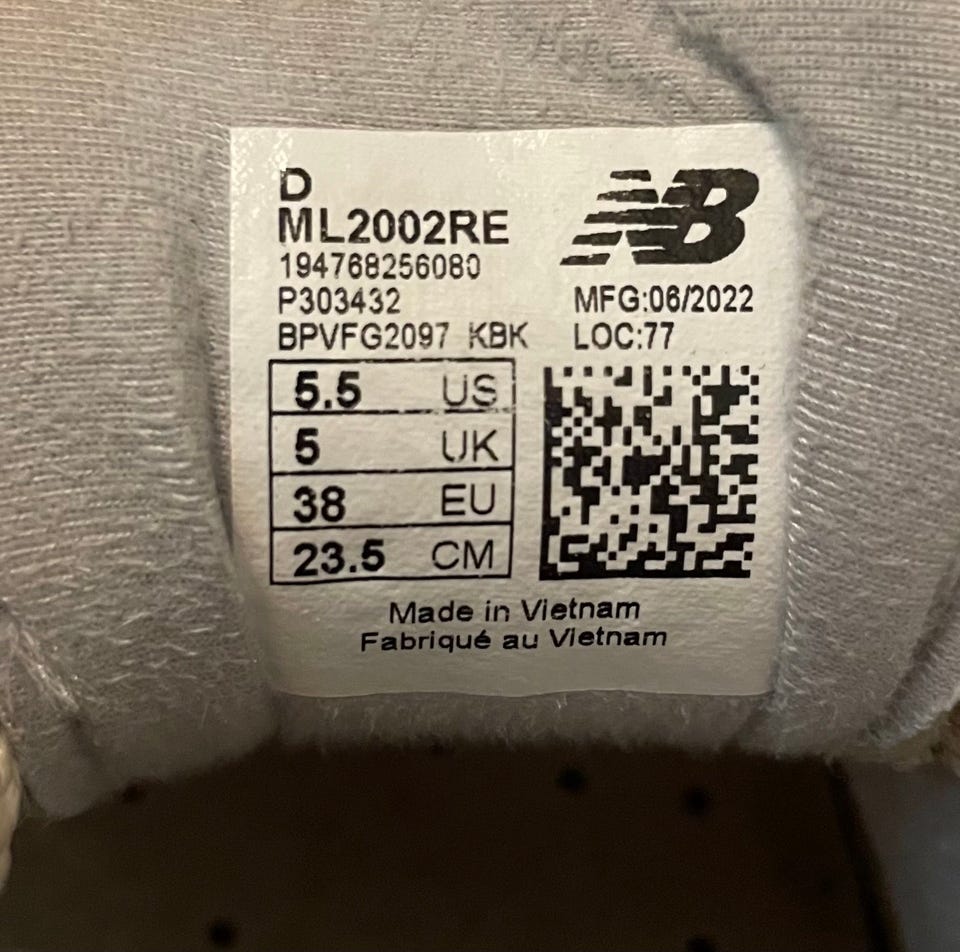 D
ML2002RE
NB
194768256080
P303432
MFG:06/2022
BPVFG2097 KBK
LOC:77
5.5 US
5 UK
38 EU
23.5 CM
Made in Vietnam
Fabriqué au Vietnam